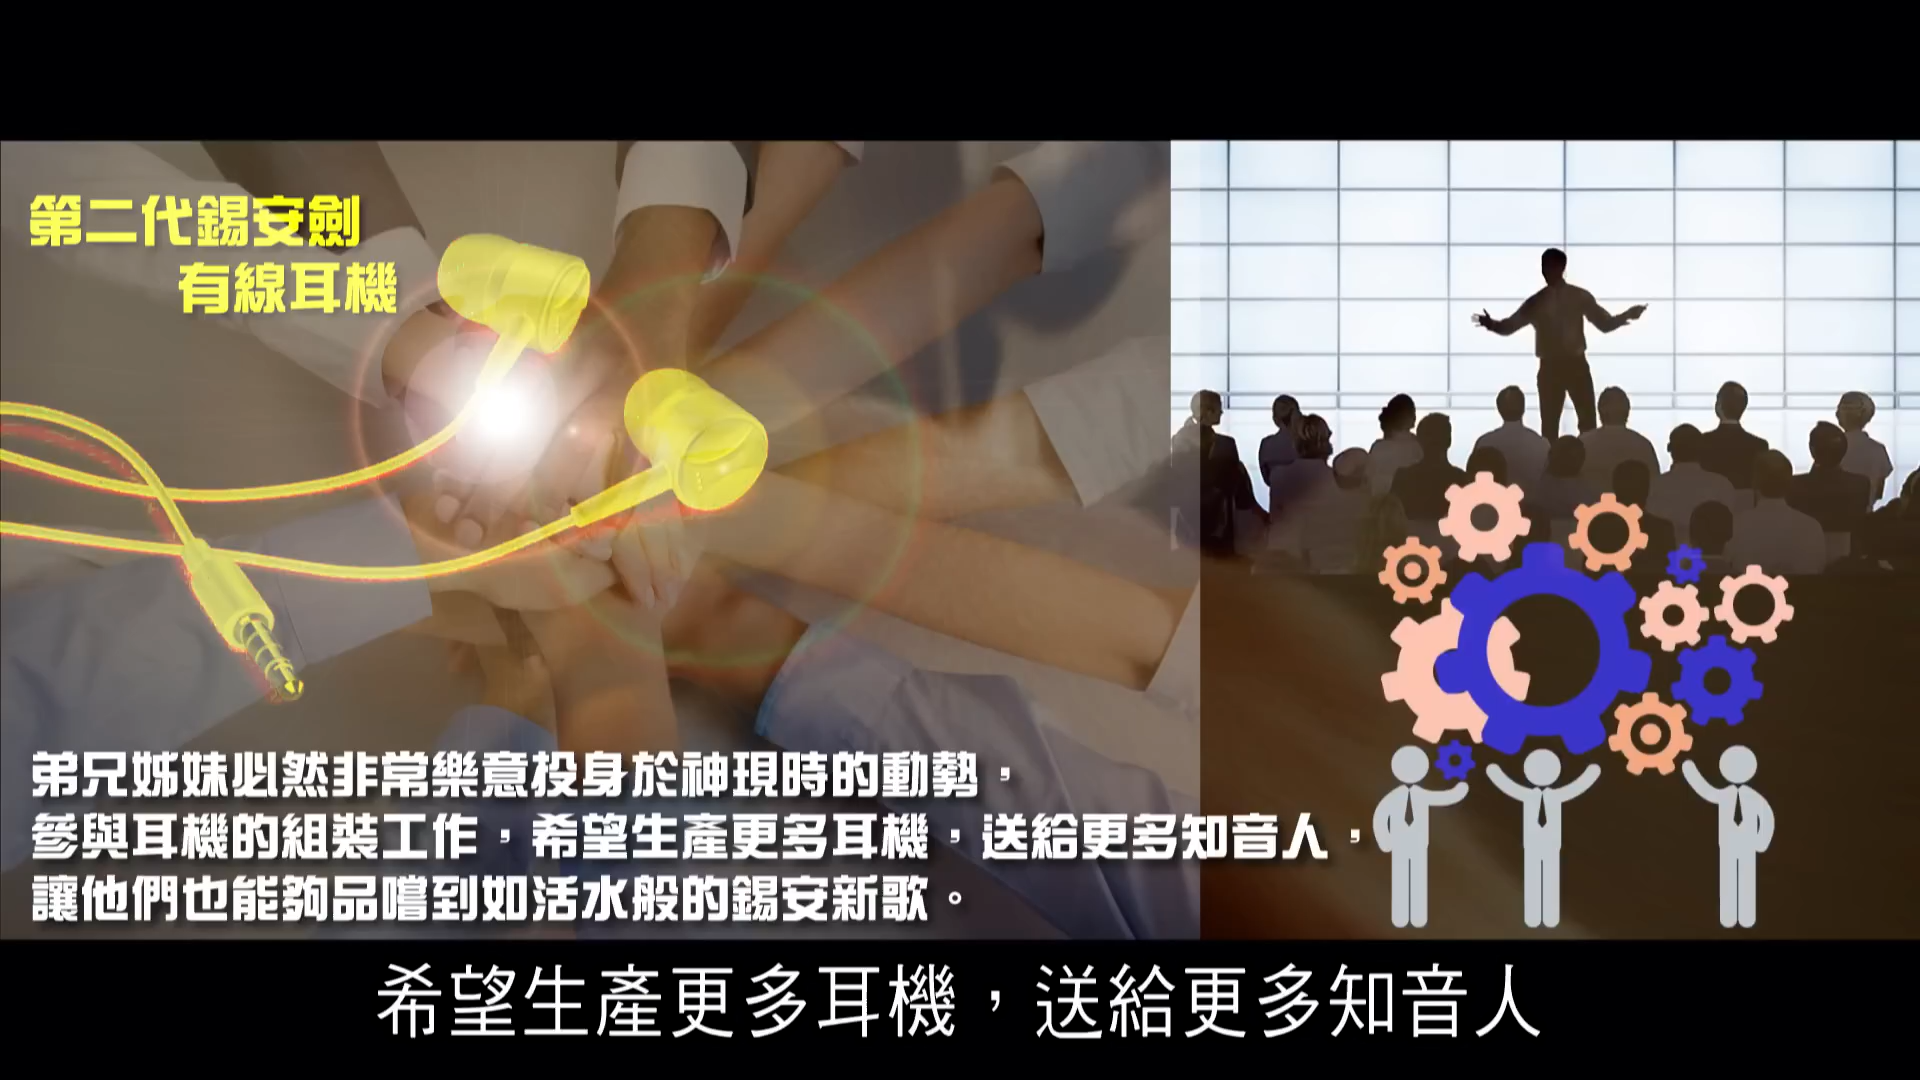 第二代錫安劍
有線耳機
弟兄姊妹必然非常樂意投身於神現時的動勢，
參與耳機的組裝工作，希望生產更多耳機，送給更多知音人，
讓他們也能夠品嚐到如活水般的錫安新歌。
希望生產更多耳機，送給更多知音人